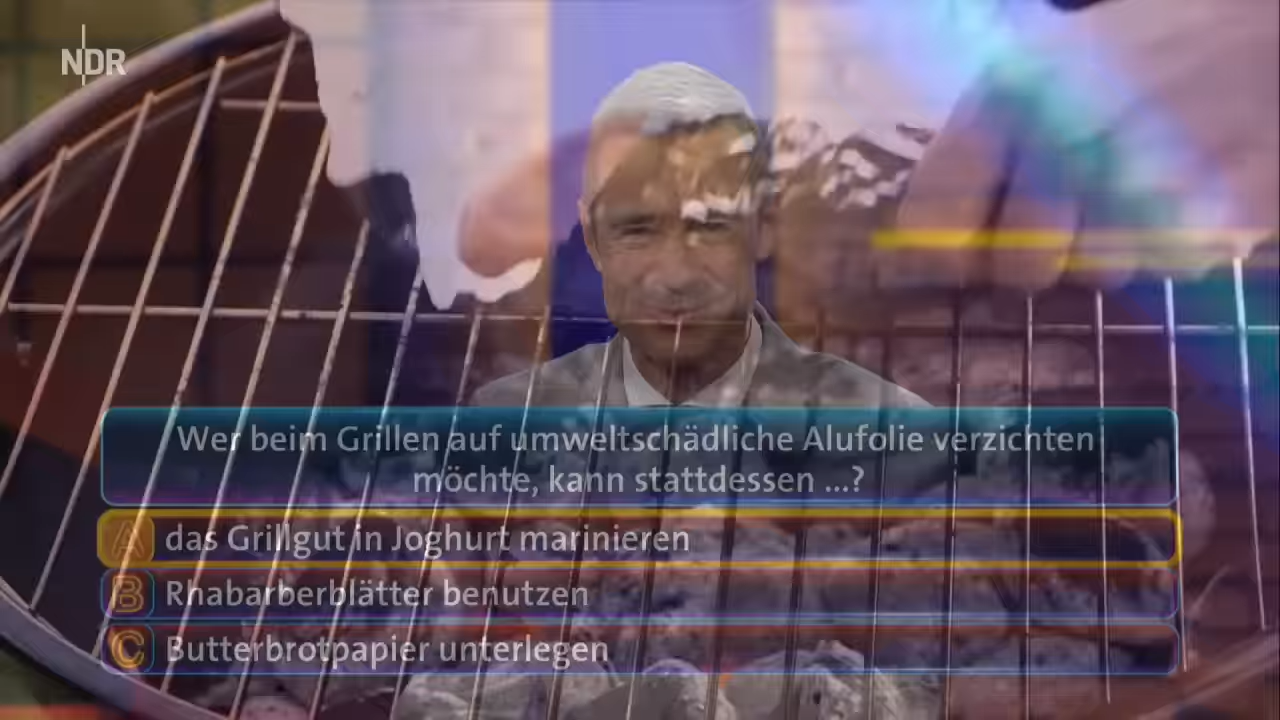 NDR
Wer beim Grillen auf umweltschädliche Alufolie verzichten
möchte, kann stattdessen ...?
A das Grillgut in Joghurt marinieren
B Rhabarberblätter benutzen
C Butterbrotpapier unterlegen